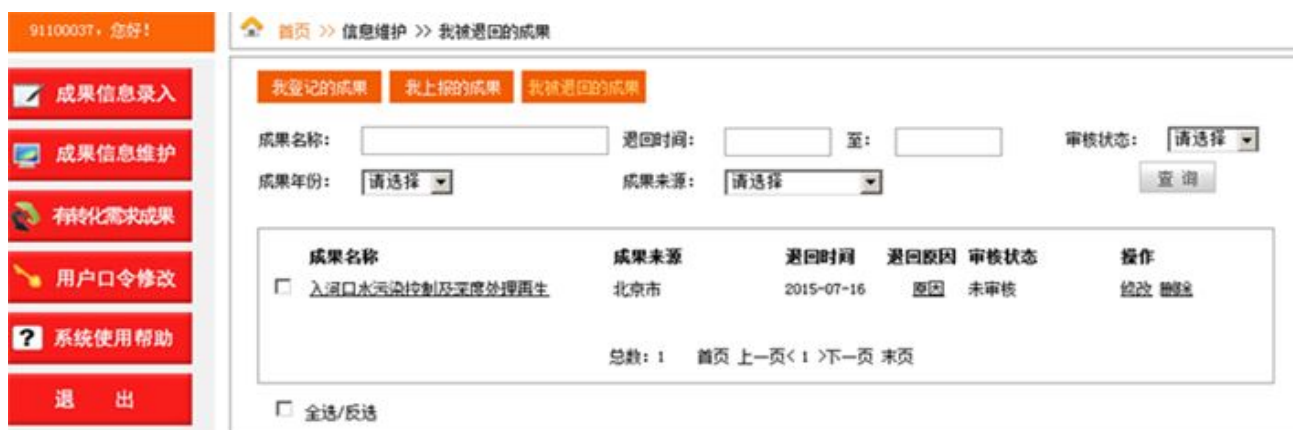 91100037，您好！
首页 >> 信息维护 >> 我被退回的成果
成果信息录入
成果信息维护
有转化需求成果
用户口令修改
? 系统使用帮助
退 出
我登记的成果 我上报的成果 我被退回的成果
成果名称： 退回时间： 至： 审核状态： 请选择
成果年份： 请选择 成果来源： 请选择 查 询
成果名称 成果来源 退回时间 退回原因 审核状态 操作
入河口水污染控制及深度处理再生 北京市 2015-07-16 原因 未审核 修改 删除
总数：1 首页 上一页< 1 >下一页 末页
全选/反选